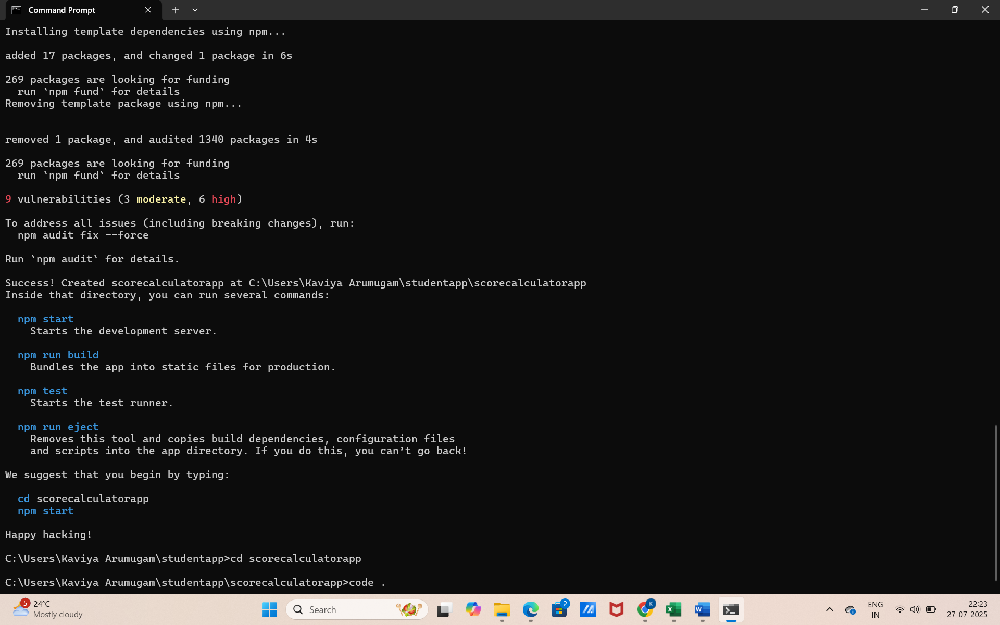 Command Prompt
Installing template dependencies using npm...
added 17 packages, and changed 1 package in 6s
269 packages are looking for funding
run `npm fund` for details
Removing template package using npm...
removed 1 package, and audited 1340 packages in 4s
269 packages are looking for funding
run `npm fund` for details
9 vulnerabilities (3 moderate, 6 high)
To address all issues (including breaking changes), run:
npm audit fix --force
Run `npm audit` for details.
Success! Created scorecalculatorapp at C:\Users\Kaviya Arumugam\studentapp\scorecalculatorapp
Inside that directory, you can run several commands:
npm start
Starts the development server.
npm run build
Bundles the app into static files for production.
npm test
Starts the test runner.
npm run eject
Removes this tool and copies build dependencies, configuration files
and scripts into the app directory. If you do this, you can’t go back!
We suggest that you begin by typing:
cd scorecalculatorapp
npm start
Happy hacking!
C:\Users\Kaviya Arumugam\studentapp>cd scorecalculatorapp
C:\Users\Kaviya Arumugam\studentapp\scorecalculatorapp>code .
5
24°C
Mostly cloudy
Search
2
K
X
W
ENG
IN
22:23
27-07-2025